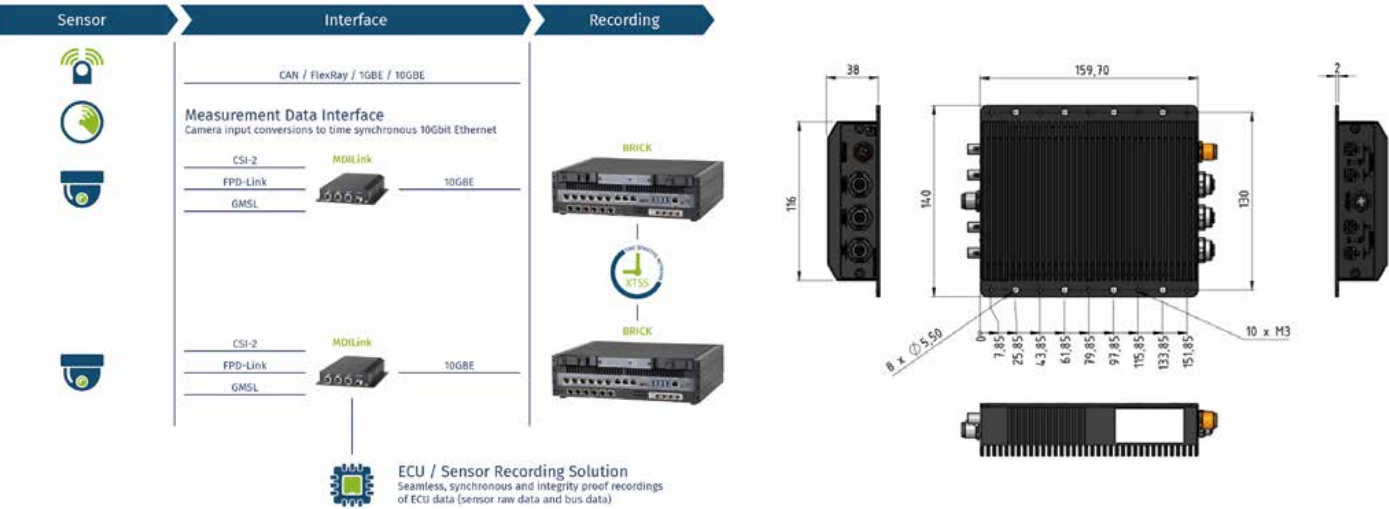 Sensor
Interface
Recording
CAN / FlexRay / 1GBE / 10GBE
Measurement Data Interface
Camera input conversions to time synchronous 10Gbit Ethernet
CSI-2
FPD-Link
GMSL
MDILink
10GBE
BRICK
XTSS
CSI-2
FPD-Link
GMSL
MDILink
10GBE
BRICK
ECU / Sensor Recording Solution
Seamless, synchronous and integrity proof recordings
of ECU data (sensor raw data and bus data)
38
159,70
2
116
140
130
8 x Ø 5,50
0
7,85
25,85
43,85
61,85
79,85
97,85
115,85
133,85
151,85
10 x M3